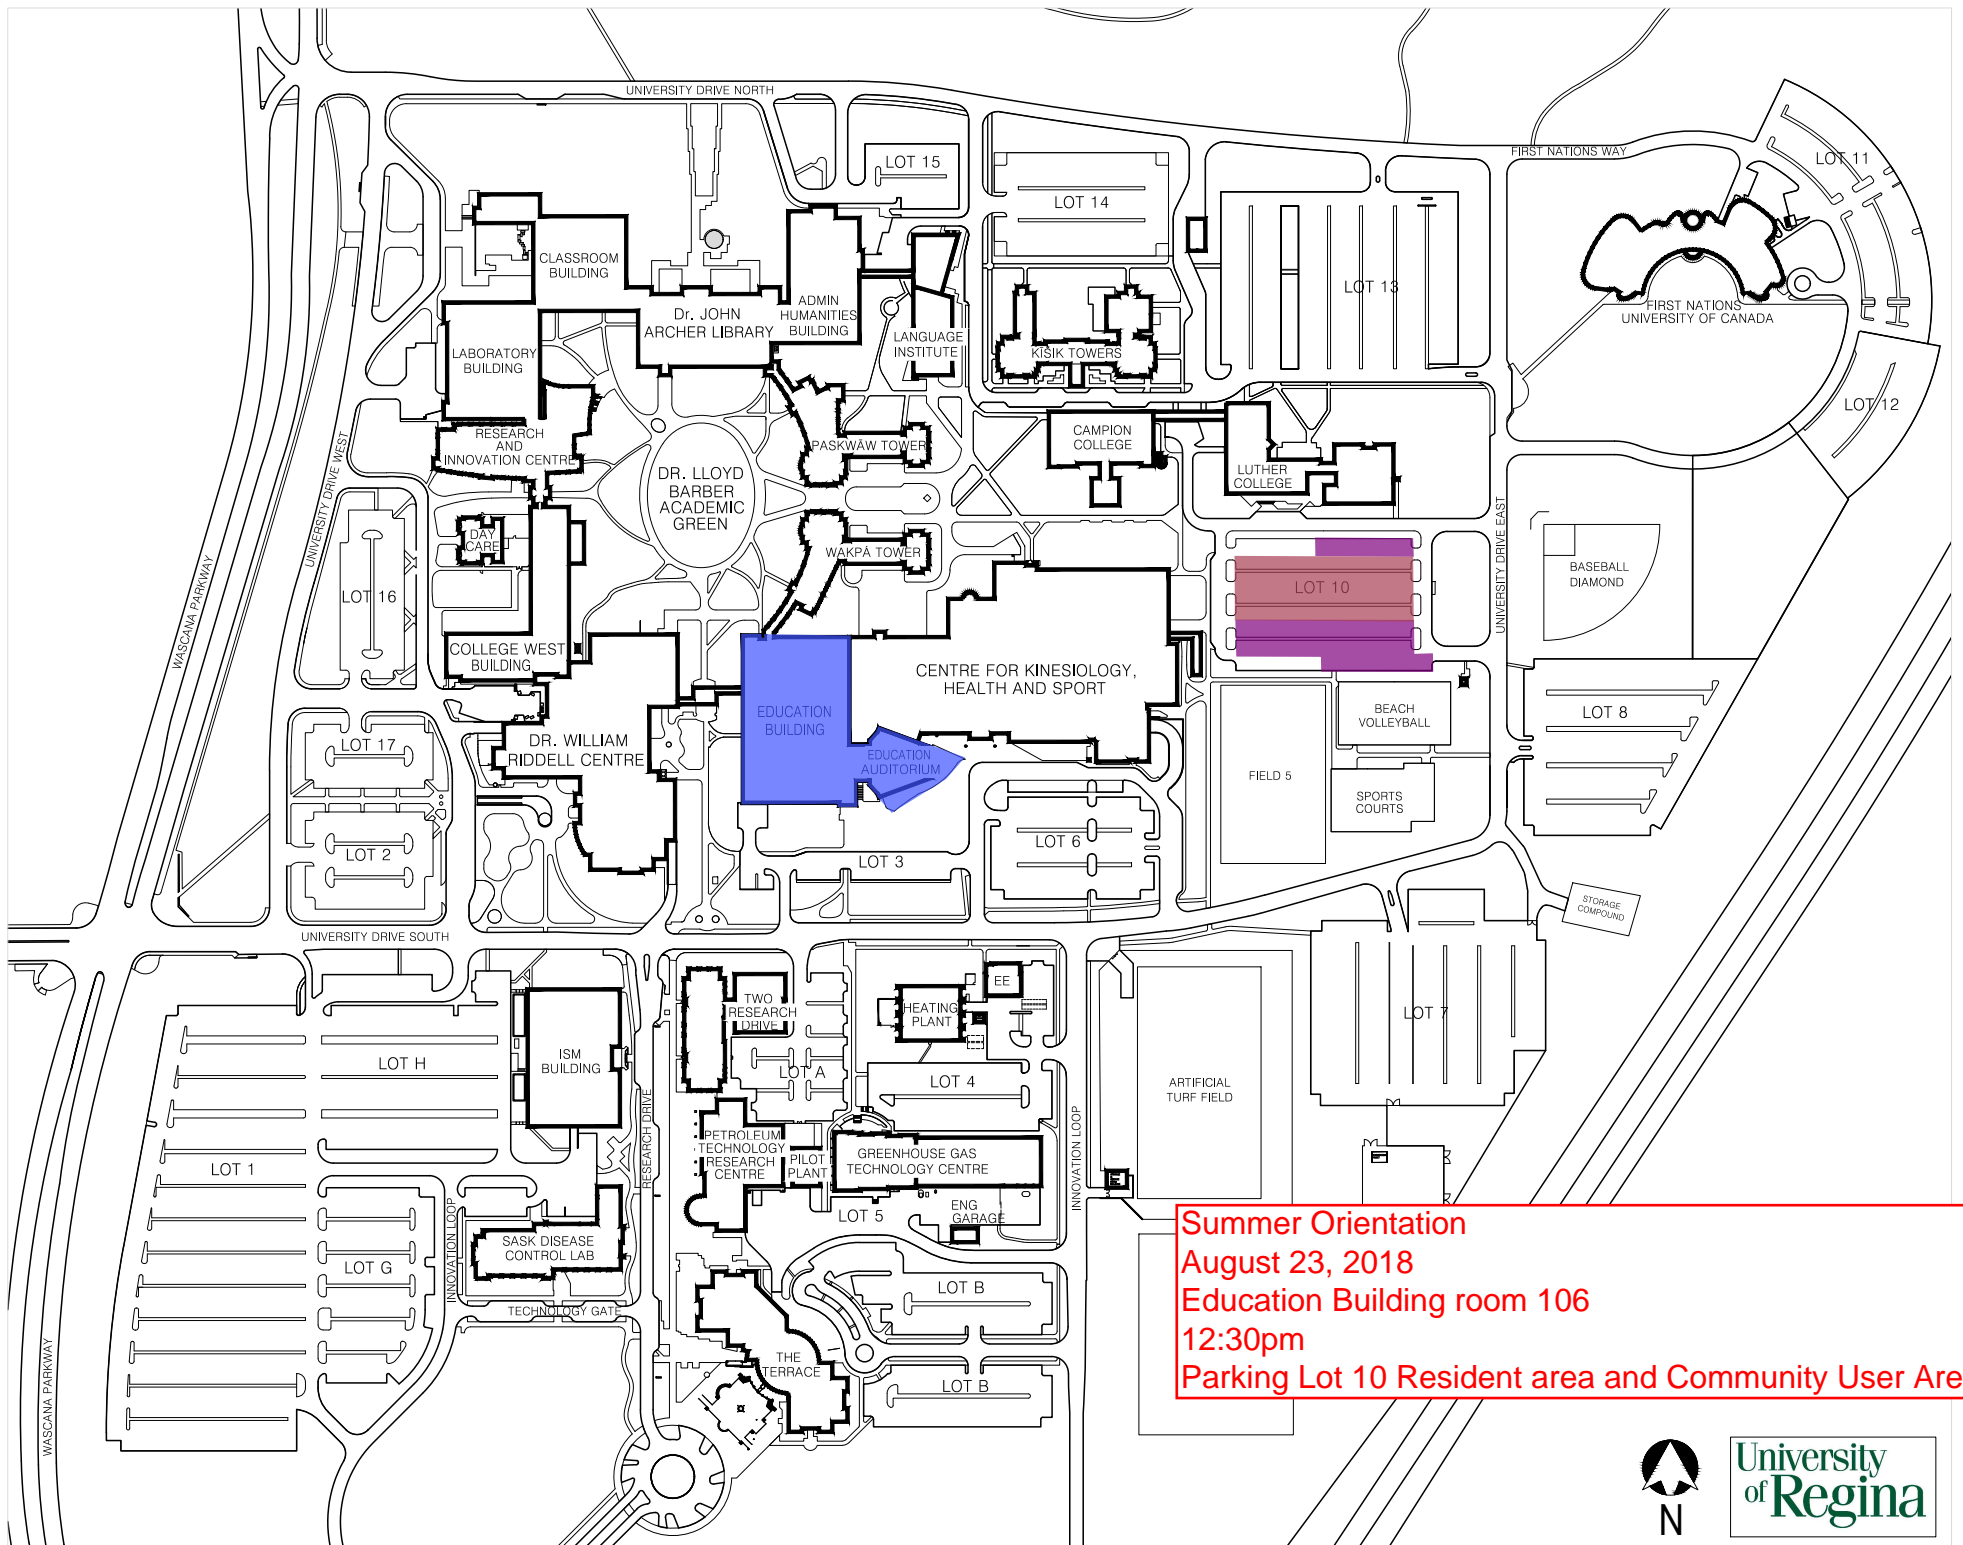 UNIVERSITY DRIVE NORTH
FIRST NATIONS WAY
LOT 11
LOT 15
LOT 14
CLASSROOM
BUILDING
LOT 13
ADMIN
HUMANITIES
BUILDING
Dr. JOHN
ARCHER LIBRARY
FIRST NATIONS
UNIVERSITY OF CANADA
LANGUAGE
INSTITUTE
KĪSIK TOWERS
LABORATORY
BUILDING
LOT 12
CAMPION
COLLEGE
RESEARCH
AND
INNOVATION CENTRE
PASKWĀW TOWER
LUTHER
COLLEGE
DR. LLOYD
BARBER
ACADEMIC
GREEN
UNIVERSITY DRIVE WEST
UNIVERSITY DRIVE EAST
DAY
CARE
WAKPĀ TOWER
BASEBALL
DIAMOND
LOT 10
LOT 16
WASCANA PARKWAY
COLLEGE WEST
BUILDING
CENTRE FOR KINESIOLOGY,
HEALTH AND SPORT
EDUCATION
BUILDING
BEACH
VOLLEYBALL
LOT 8
LOT 17
DR. WILLIAM
RIDDELL CENTRE
EDUCATION
AUDITORIUM
FIELD 5
SPORTS
COURTS
LOT 2
LOT 3
LOT 6
STORAGE
COMPOUND
UNIVERSITY DRIVE SOUTH
TWO
RESEARCH
DRIVE
EE
HEATING
PLANT
LOT 7
LOT H
ISM
BUILDING
LOT A
LOT 4
ARTIFICIAL
TURF FIELD
RESEARCH DRIVE
INNOVATION LOOP
PETROLEUM
TECHNOLOGY
RESEARCH
CENTRE
PILOT
PLANT
GREENHOUSE GAS
TECHNOLOGY CENTRE
LOT 1
LOT 5
ENG
GARAGE
INNOVATION LOOP
SASK DISEASE
CONTROL LAB
LOT G
LOT B
TECHNOLOGY GATE
THE
TERRACE
LOT B
WASCANA PARKWAY
Summer Orientation
August 23, 2018
Education Building room 106
12:30pm
Parking Lot 10 Resident area and Community User Are
N
University
of Regina